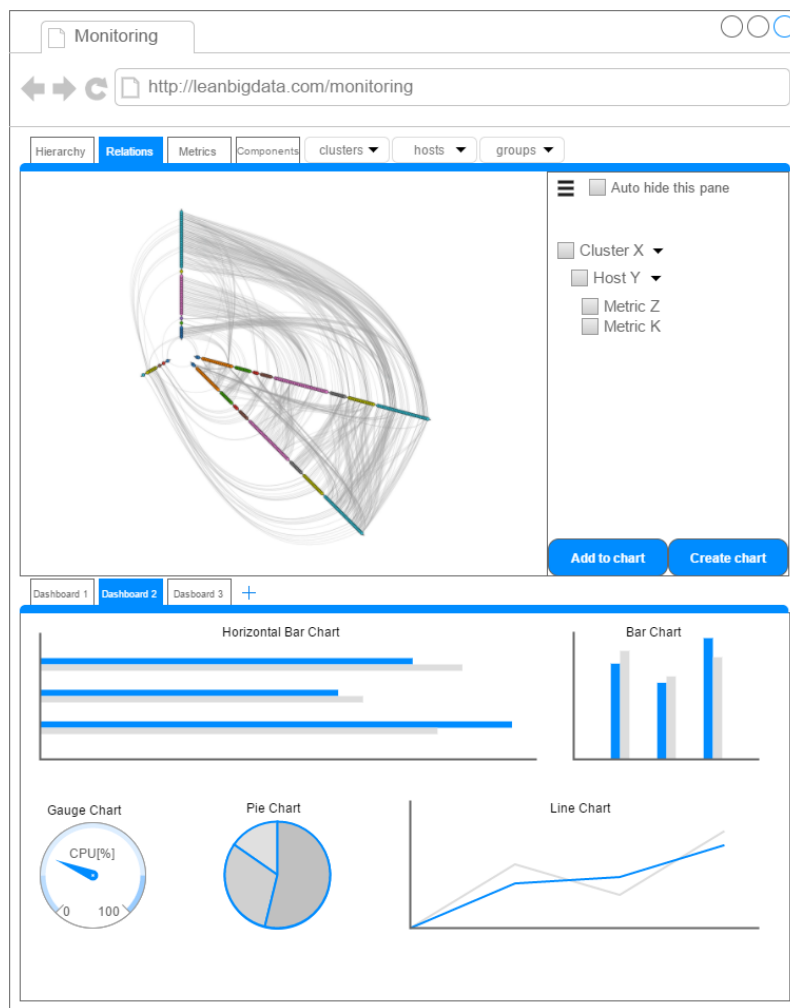 Monitoring
http://leanbigdata.com/monitoring
Hierarchy Relations Metrics Components clusters hosts groups
Auto hide this pane
Cluster X
Host Y
Metric Z
Metric K
Add to chart Create chart
Dashboard 1 Dashboard 2 Dasboard 3 +
Horizontal Bar Chart Bar Chart
Gauge Chart Pie Chart Line Chart
CPU[%]
0 100